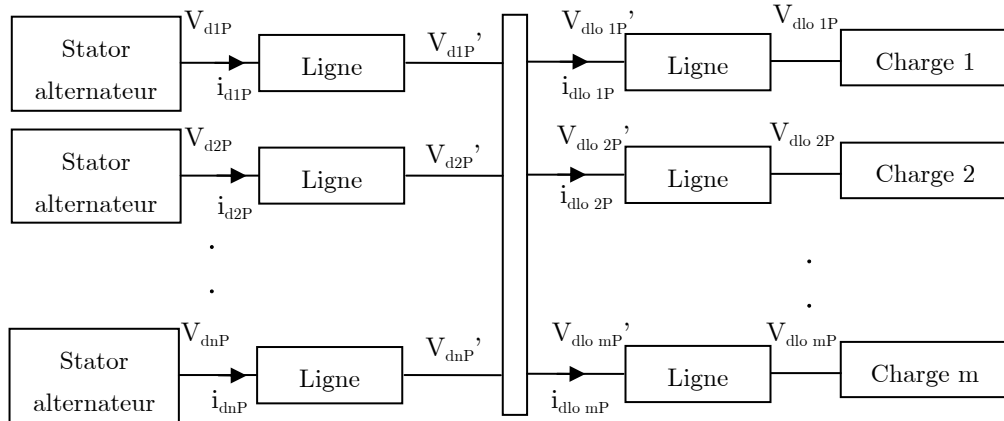 Stator
alternateur
V_d1P
i_d1P
Ligne
V_d1P'
V_dlo 1P'
i_dlo 1P
Ligne
V_dlo 1P
Charge 1
Stator
alternateur
V_d2P
i_d2P
Ligne
V_d2P'
V_dlo 2P'
i_dlo 2P
Ligne
V_dlo 2P
Charge 2
Stator
alternateur
V_dnP
i_dnP
Ligne
V_dnP'
V_dlo mP'
i_dlo mP
Ligne
V_dlo mP
Charge m